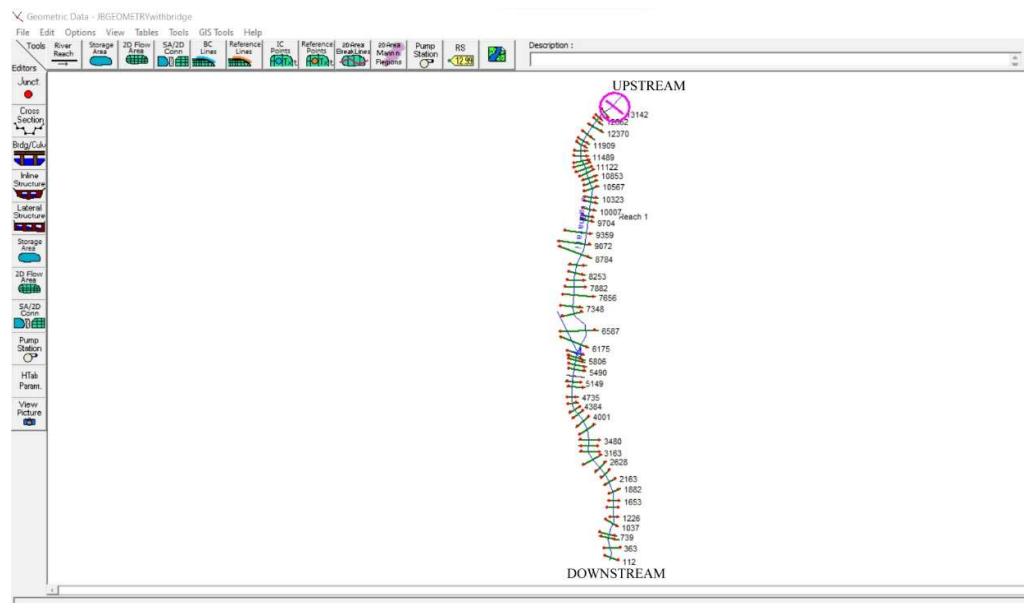 Geometric Data - JBGEOMETRYwithbridge
File Edit Options View Tables Tools GIS Tools Help
Tools
Editors
River Reach
Storage Area
2D Flow Area
SA/2D Conn
BC Lines
Reference Lines
IC Points
Reference Points
2D Area BreakLines
2D Area Mann n Regions
Pump Station
RS
12.99
Description :
Junct.
Cross Section
Brdg/Culv
Inline Structure
Lateral Structure
Storage Area
2D Flow Area
SA/2D Conn
Pump Station
HTab Param.
View Picture
UPSTREAM
13142
12370
11909
11489
11122
10853
10567
10323
10007
Reach 1
9704
9359
9072
8784
8253
7882
7656
7348
6587
6175
5806
5490
5149
4735
4384
4001
3480
3163
2628
2163
1882
1653
1226
1037
739
363
112
DOWNSTREAM